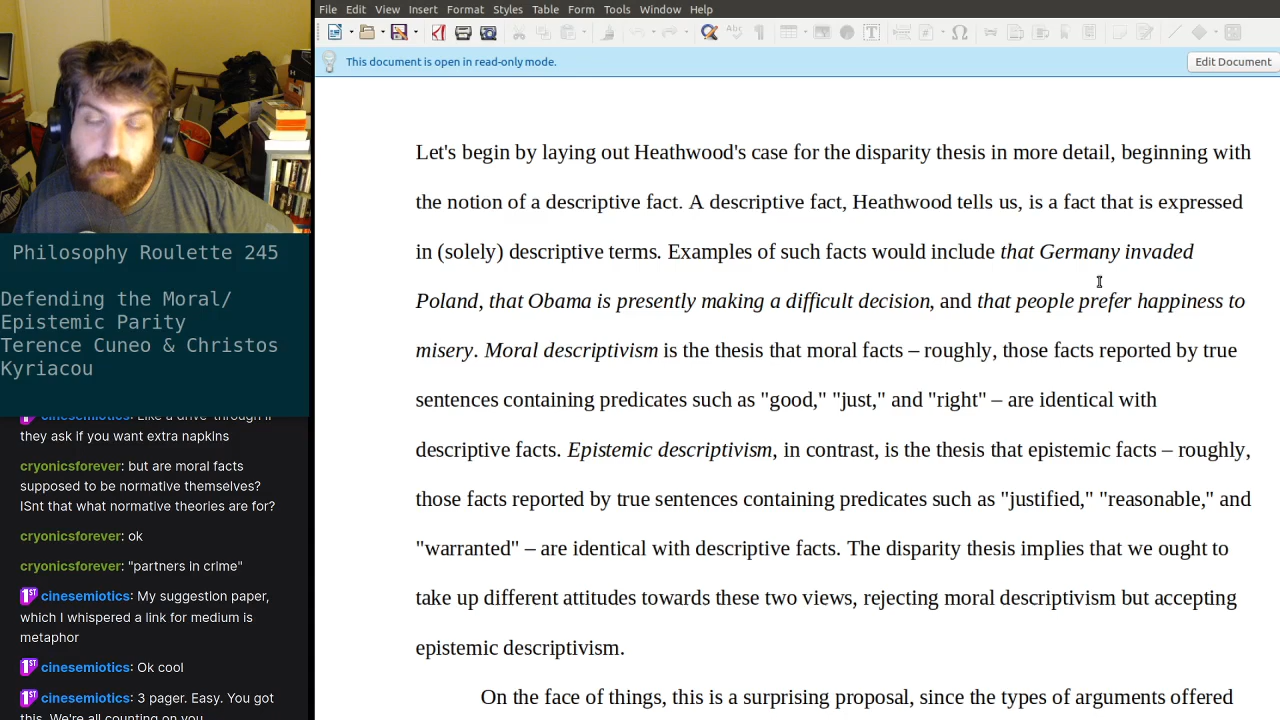 File Edit View Insert Format Styles Table Form Tools Window Help
This document is open in read-only mode.
Edit Document
Let's begin by laying out Heathwood's case for the disparity thesis in more detail, beginning with
the notion of a descriptive fact. A descriptive fact, Heathwood tells us, is a fact that is expressed
in (solely) descriptive terms. Examples of such facts would include that Germany invaded
Poland, that Obama is presently making a difficult decision, and that people prefer happiness to
misery. Moral descriptivism is the thesis that moral facts – roughly, those facts reported by true
sentences containing predicates such as "good," "just," and "right" – are identical with
descriptive facts. Epistemic descriptivism, in contrast, is the thesis that epistemic facts – roughly,
those facts reported by true sentences containing predicates such as "justified," "reasonable," and
"warranted" – are identical with descriptive facts. The disparity thesis implies that we ought to
take up different attitudes towards these two views, rejecting moral descriptivism but accepting
epistemic descriptivism.
On the face of things, this is a surprising proposal, since the types of arguments offered
Philosophy Roulette 245
Defending the Moral/
Epistemic Parity
Terence Cuneo & Christos
Kyriacou
cinesemiotics: Like a drive-through if
they ask if you want extra napkins
cryonicsforever: but are moral facts
supposed to be normative themselves?
ISnt that what normative theories are for?
cryonicsforever: ok
cryonicsforever: "partners in crime"
1ST cinesemiotics: My suggestion paper,
which I whispered a link for medium is
metaphor
1ST cinesemiotics: Ok cool
1ST cinesemiotics: 3 pager. Easy. You got
this. We're all counting on you